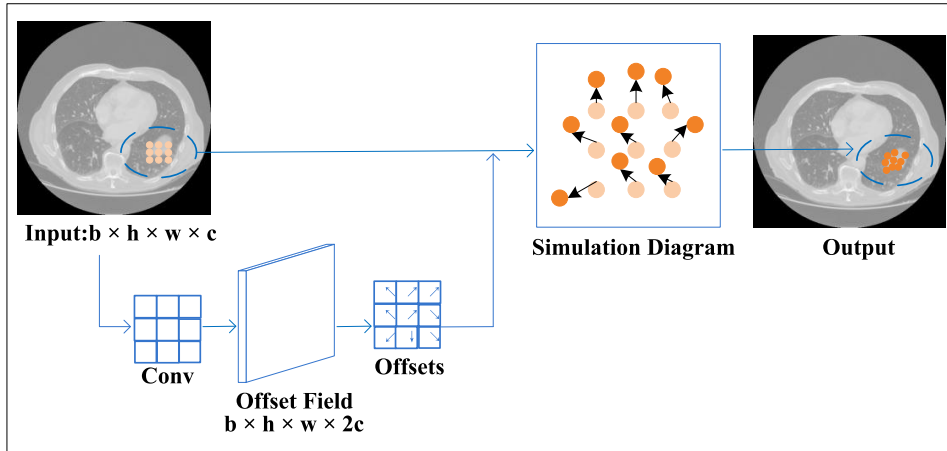 Input:b × h × w × c
Simulation Diagram
Output
Conv
Offsets
Offset Field
b × h × w × 2c